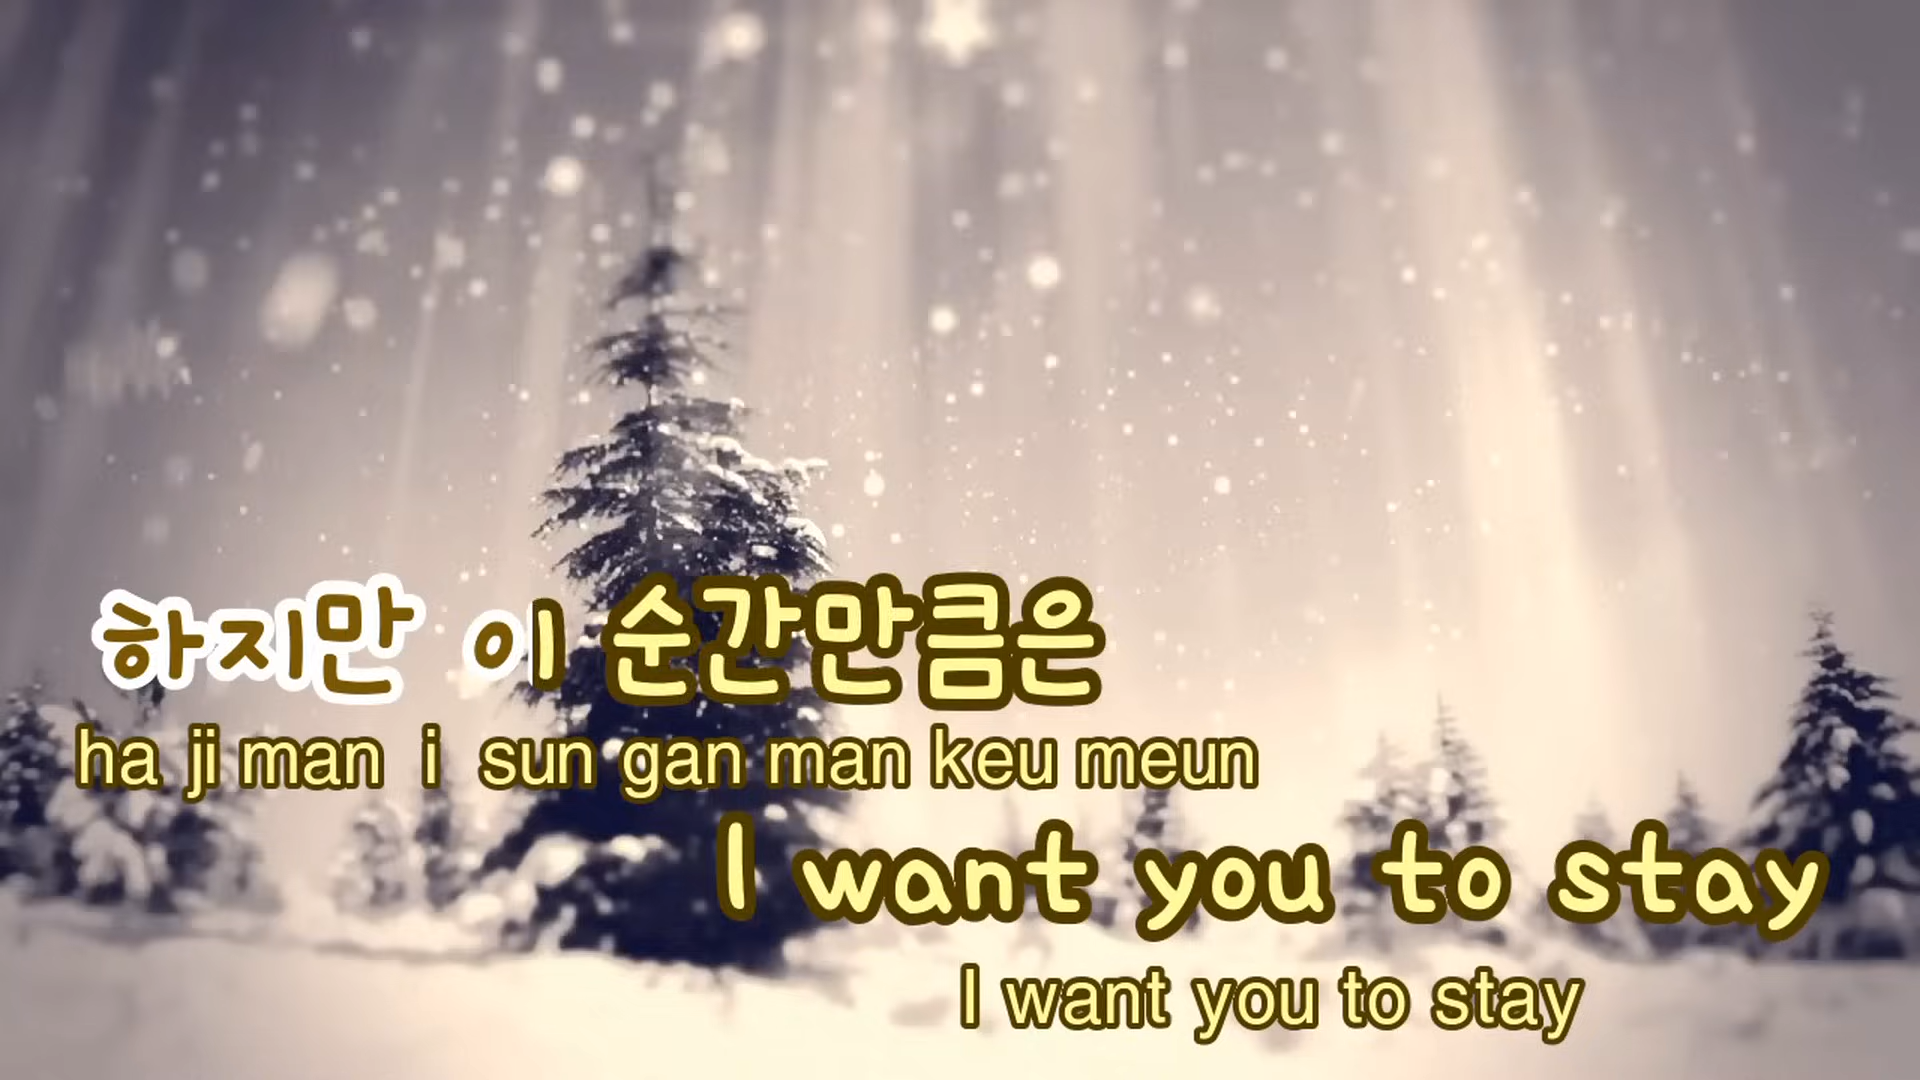 하지만 이 순간만큼은
ha ji man i sun gan man keu meun
I want you to stay
I want you to stay